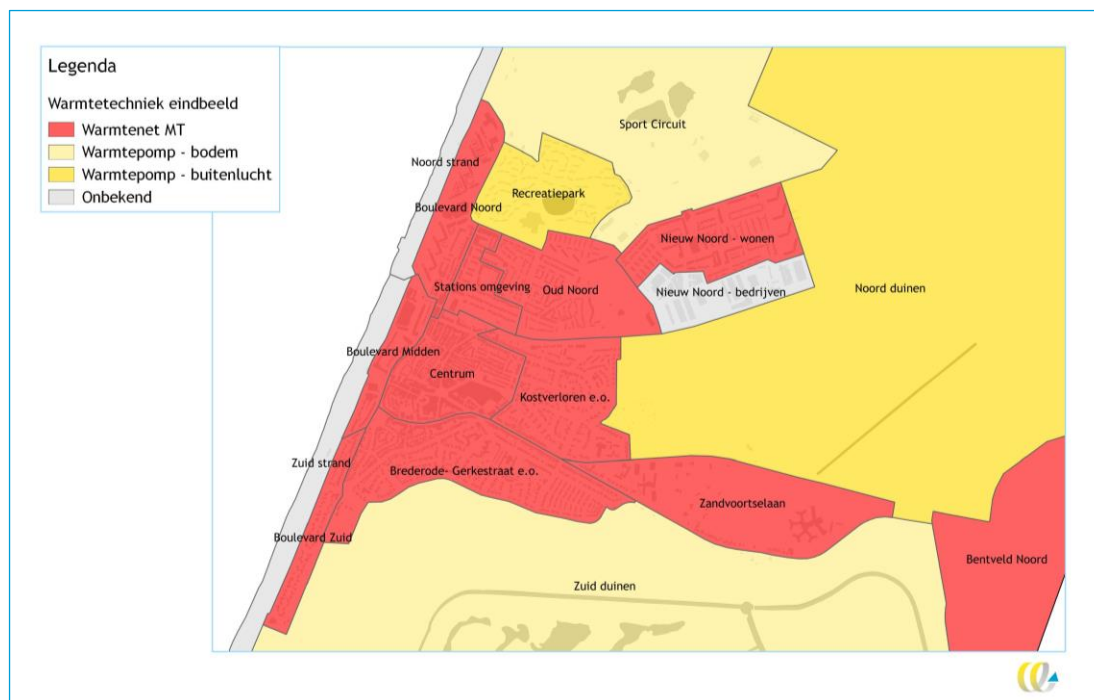 Legenda
Warmtetechniek eindbeeld
Warmtenet MT
Warmtepomp - bodem
Warmtepomp - buitenlucht
Onbekend
Sport Circuit
Noord strand
Recreatiepark
Boulevard Noord
Nieuw Noord - wonen
Stations omgeving
Oud Noord
Nieuw Noord - bedrijven
Noord duinen
Boulevard Midden
Centrum
Kostverloren e.o.
Zuid strand
Brederode- Gerkestraat e.o.
Zandvoortselaan
Boulevard Zuid
Bentveld Noord
Zuid duinen